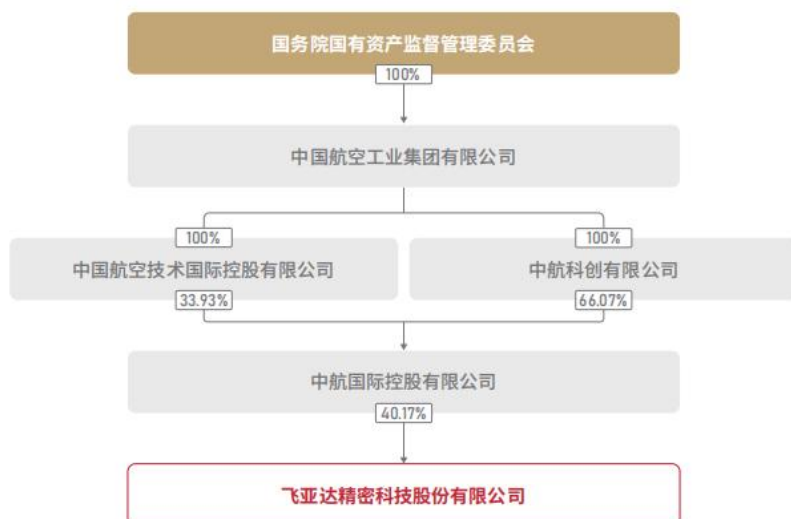 国务院国有资产监督管理委员会
100%
中国航空工业集团有限公司
100%
100%
中国航空技术国际控股有限公司
中航科创有限公司
33.93%
66.07%
中航国际控股有限公司
40.17%
飞亚达精密科技股份有限公司